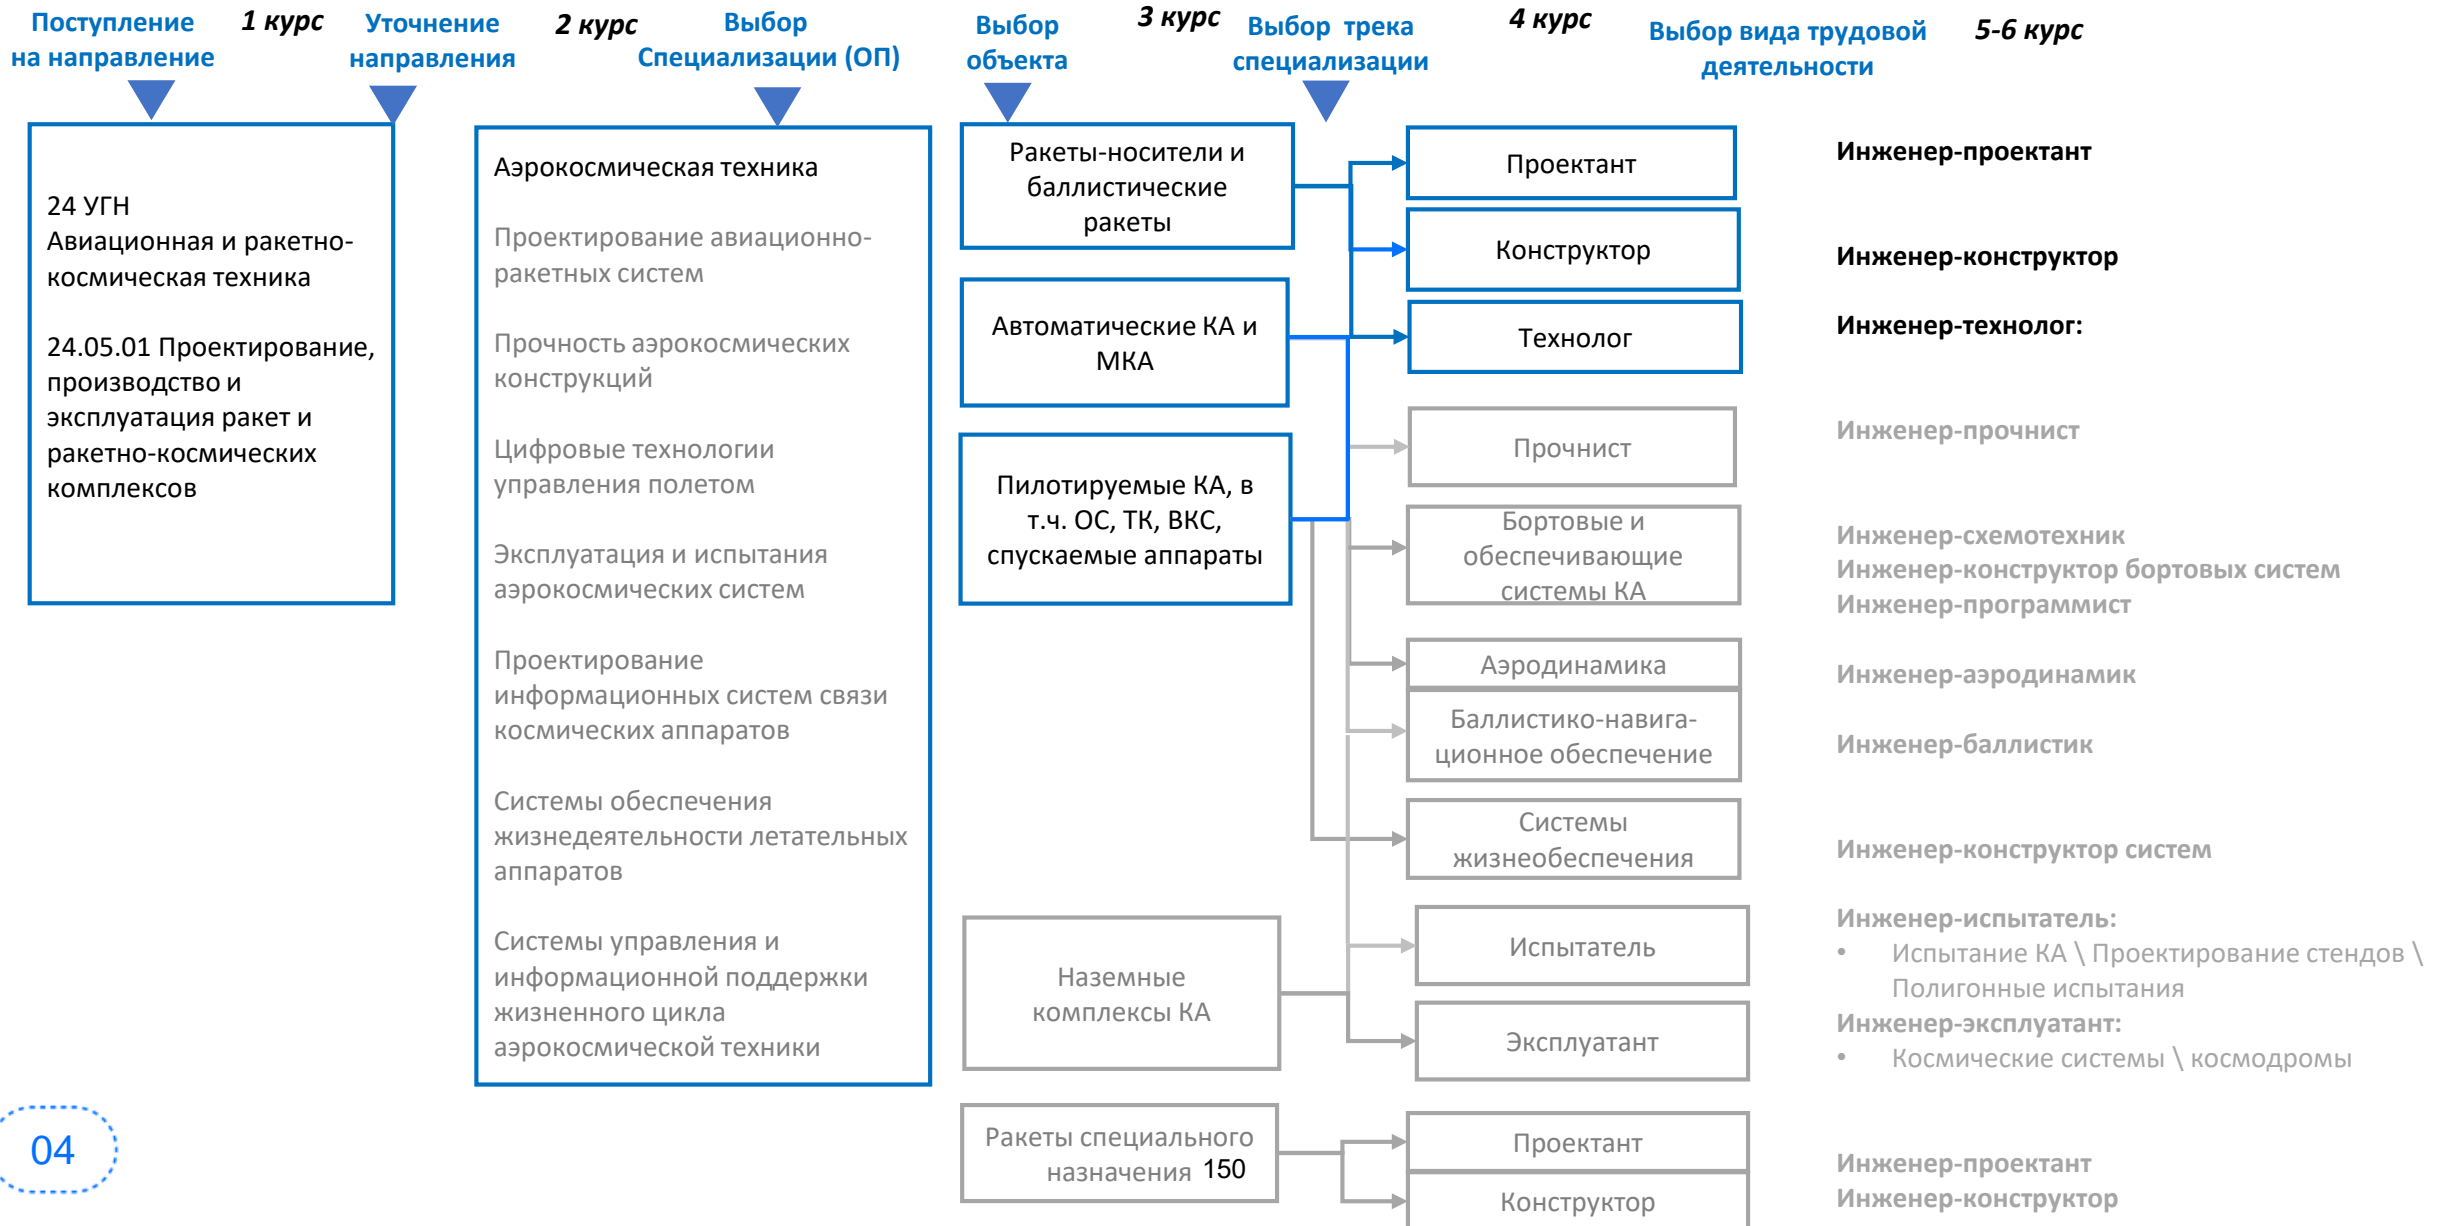 Поступление
на направление
1 курс
Уточнение
направления
2 курс
Выбор
Специализации (ОП)
Выбор
объекта
3 курс
Выбор трека
специализации
4 курс
Выбор вида трудовой
деятельности
5-6 курс
24 УГН
Авиационная и ракетно-
космическая техника
24.05.01 Проектирование,
производство и
эксплуатация ракет и
ракетно-космических
комплексов
Аэрокосмическая техника
Проектирование авиационно-
ракетных систем
Прочность аэрокосмических
конструкций
Цифровые технологии
управления полетом
Эксплуатация и испытания
аэрокосмических систем
Проектирование
информационных систем связи
космических аппаратов
Системы обеспечения
жизнедеятельности летательных
аппаратов
Системы управления и
информационной поддержки
жизненного цикла
аэрокосмической техники
Ракеты-носители и
баллистические
ракеты
Автоматические КА и
МКА
Пилотируемые КА, в
т.ч. ОС, ТК, ВКС,
спускаемые аппараты
Наземные
комплексы КА
Ракеты специального
назначения 150
Проектант
Конструктор
Технолог
Прочнист
Бортовые и
обеспечивающие
системы КА
Аэродинамика
Баллистико-навига-
ционное обеспечение
Системы
жизнеобеспечения
Испытатель
Эксплуатант
Проектант
Конструктор
Инженер-проектант
Инженер-конструктор
Инженер-технолог:
Инженер-прочнист
Инженер-схемотехник
Инженер-конструктор бортовых систем
Инженер-программист
Инженер-аэродинамик
Инженер-баллистик
Инженер-конструктор систем
Инженер-испытатель:
• Испытание КА \ Проектирование стендов \
Полигонные испытания
Инженер-эксплуатант:
• Космические системы \ космодромы
Инженер-проектант
Инженер-конструктор
04